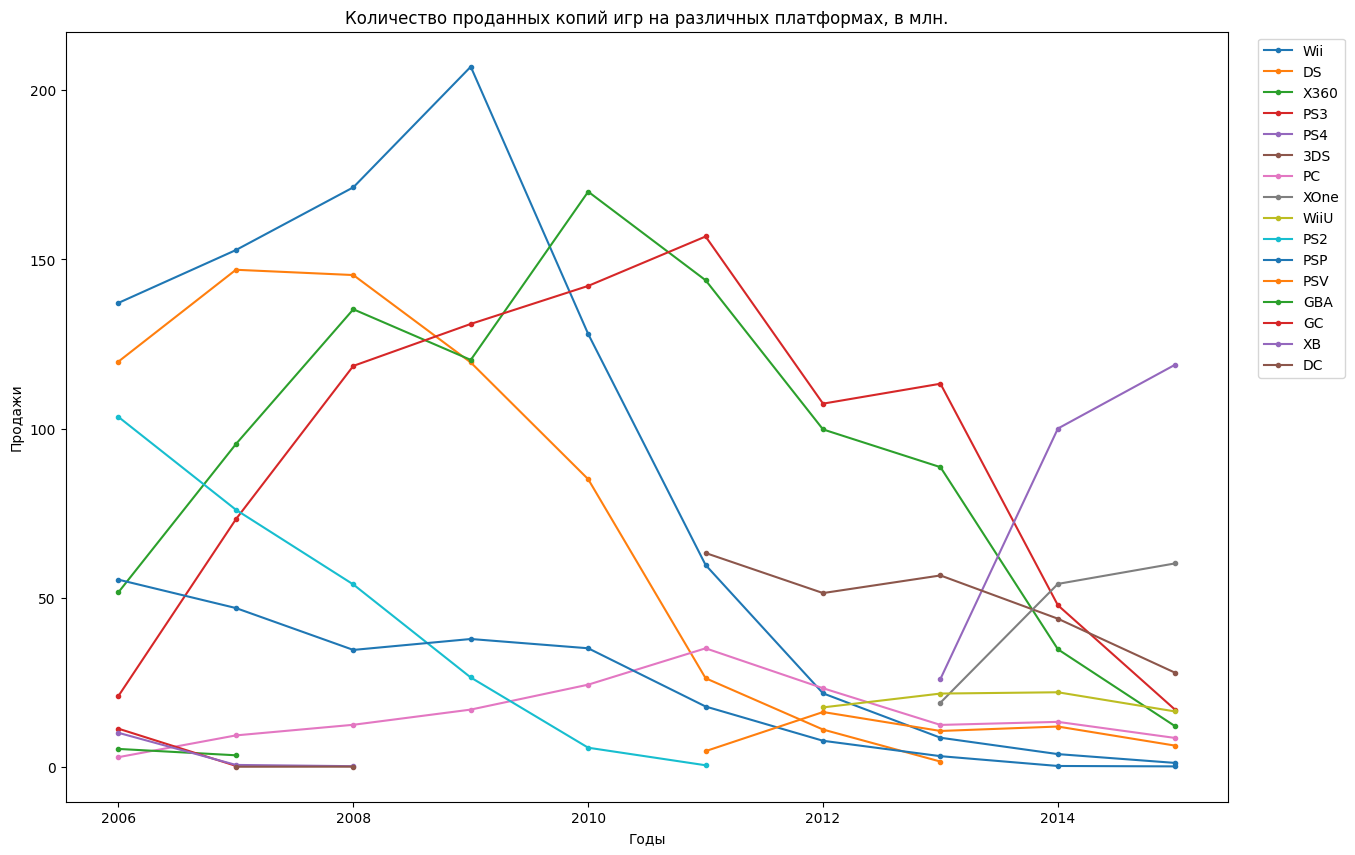 Количество проданных копий игр на различных платформах, в млн.
Продажи
200
150
100
50
0
2006
2008
2010
2012
2014
Годы
Wii
DS
X360
PS3
PS4
3DS
PC
XOne
WiiU
PS2
PSP
PSV
GBA
GC
XB
DC